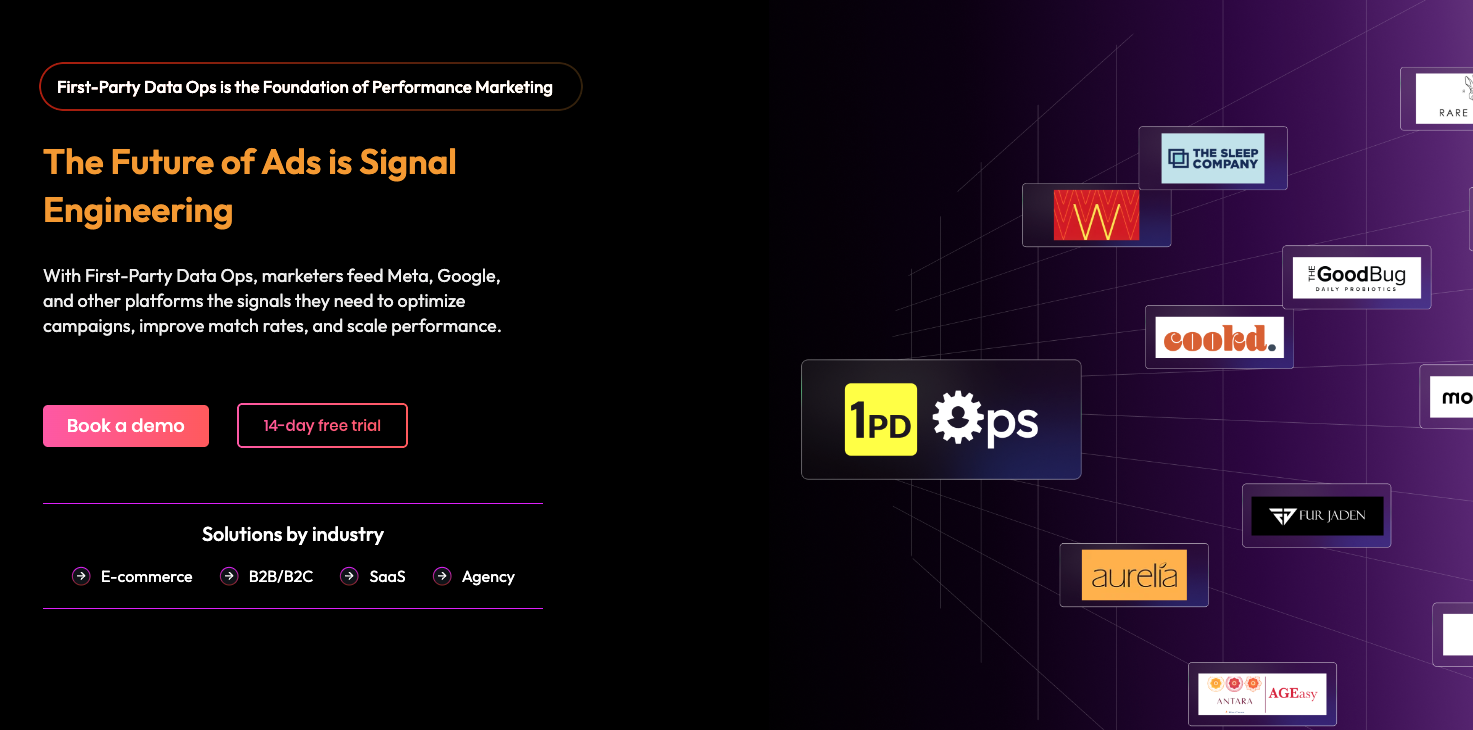 First-Party Data Ops is the Foundation of Performance Marketing
The Future of Ads is Signal
Engineering
With First-Party Data Ops, marketers feed Meta, Google,
and other platforms the signals they need to optimize
campaigns, improve match rates, and scale performance.
Book a demo
14-day free trial
Solutions by industry
E-commerce
B2B/B2C
SaaS
Agency
RARE
THE SLEEP
COMPANY
W
THE GoodBug
DAILY PROBIOTICS
cookd.
mo
1PD Ops
FUR JADEN
aurelia
ANTARA
AGEasy